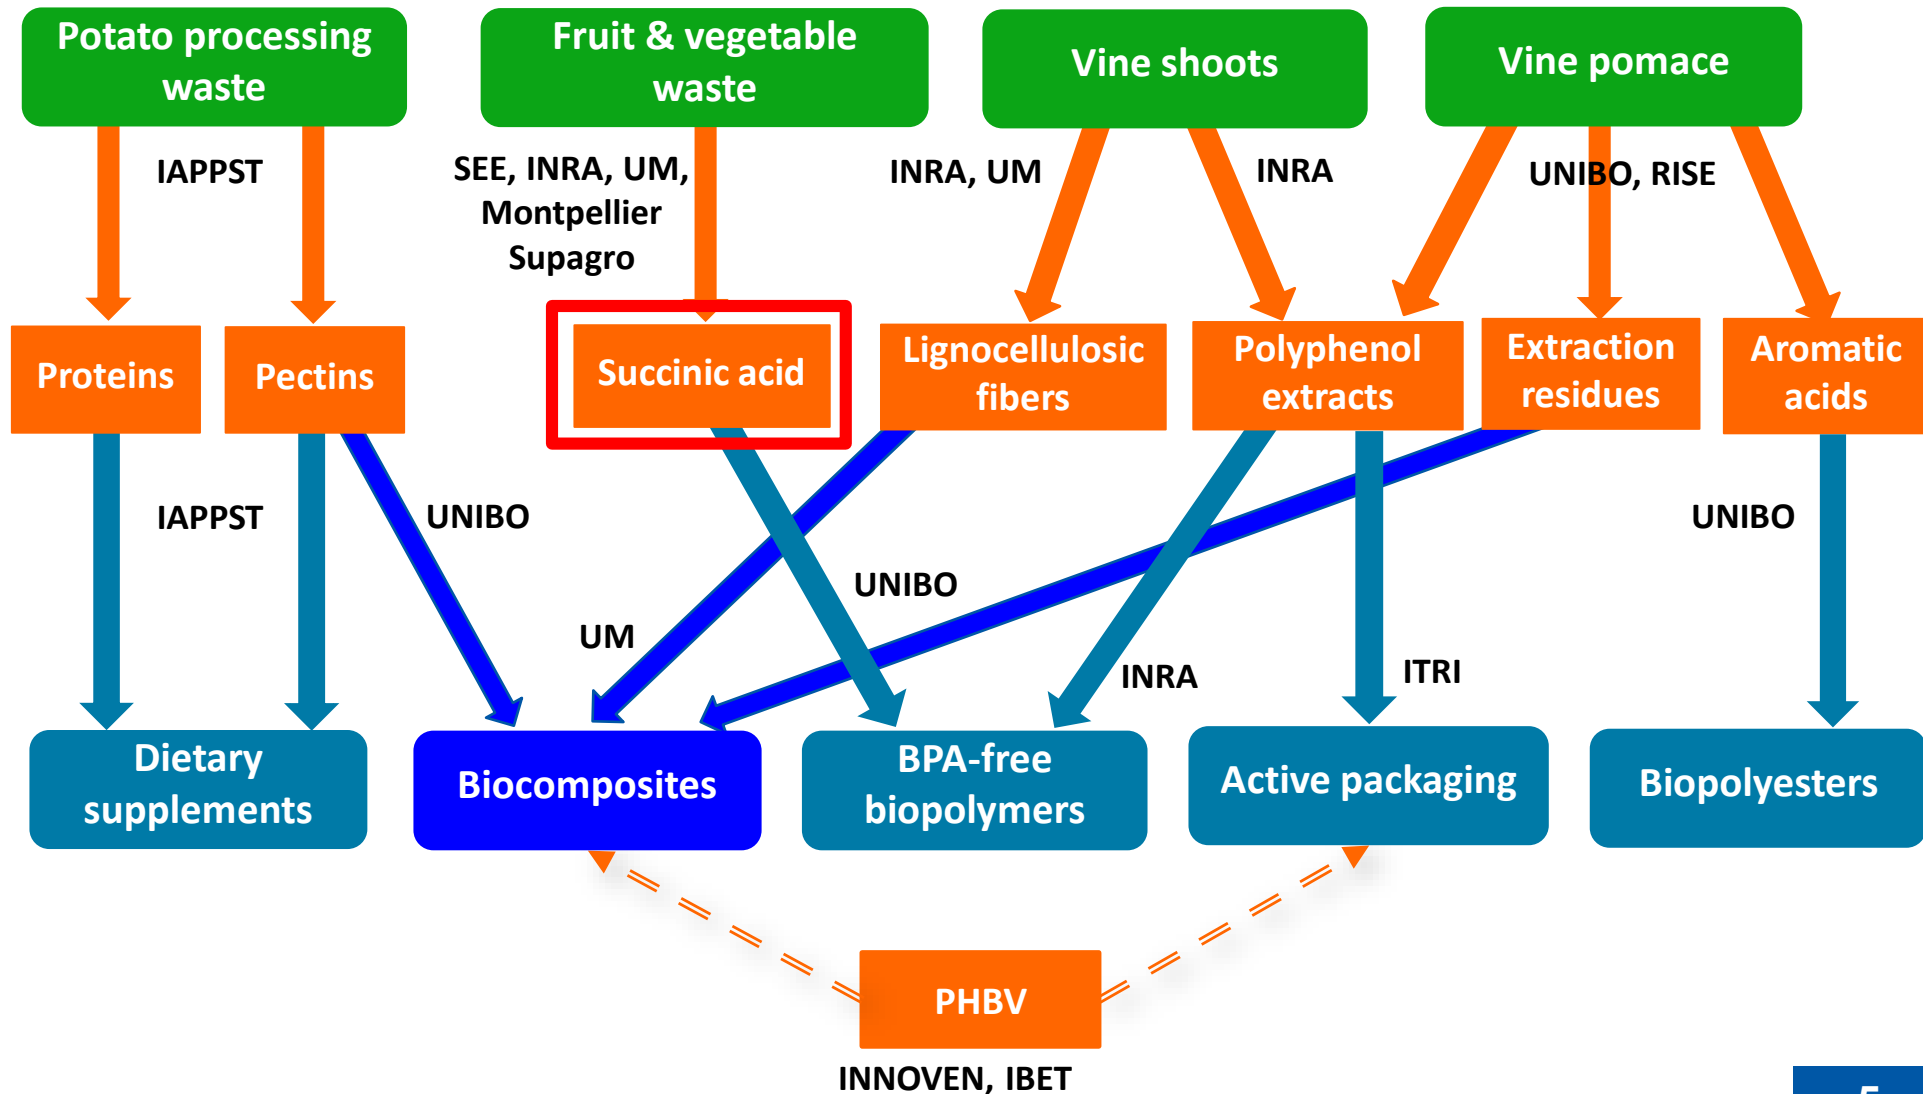 Potato processing
waste
Fruit & vegetable
waste
Vine shoots
Vine pomace
IAPPST
SEE, INRA, UM,
Montpellier
Supagro
INRA, UM
INRA
UNIBO, RISE
Proteins
Pectins
Succinic acid
Lignocellulosic
fibers
Polyphenol
extracts
Extraction
residues
Aromatic
acids
IAPPST
UNIBO
UNIBO
UM
INRA
ITRI
UNIBO
Dietary
supplements
Biocomposites
BPA-free
biopolymers
Active packaging
Biopolyesters
PHBV
INNOVEN, IBET
5